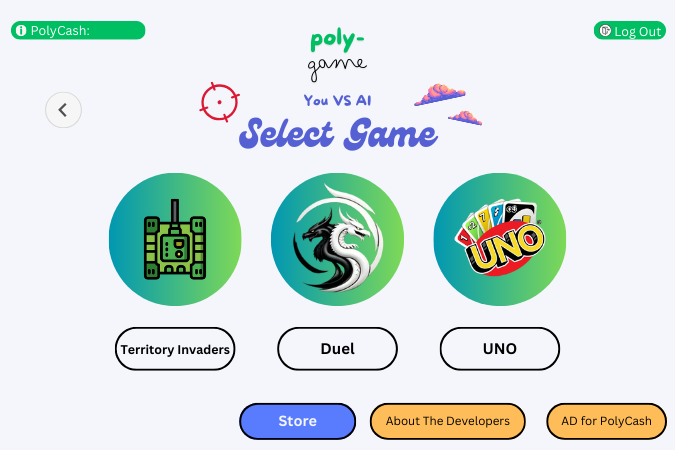 PolyCash:
Log Out
poly-
game
You VS AI
Select Game
UNO
Territory Invaders
Duel
UNO
Store
About The Developers
AD for PolyCash